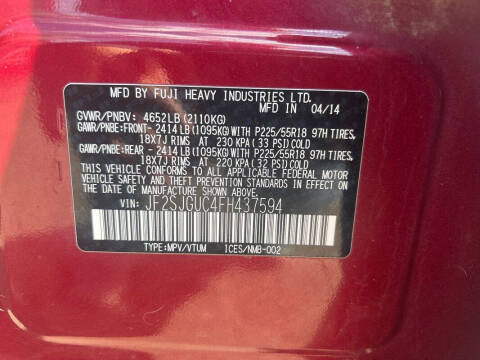 MFD BY FUJI HEAVY INDUSTRIES LTD.
MFD IN 04/14
GVWR/PNBV: 4652LB(2110KG)
GAWR/PNBE:FRONT- 2414LB(1095KG)WITH P225/55R18 97H TIRES,
18X7J RIMS AT 230 KPA(33 PSI)COLD
GAWR/PNBE:REAR - 2414LB(1095KG)WITH P225/55R18 97H TIRES,
18X7J RIMS AT 220 KPA(32 PSI)COLD
THIS VEHICLE CONFORMS TO ALL APPLICABLE FEDERAL MOTOR
VEHICLE SAFETY AND THEFT PREVENTION STANDARDS IN EFFECT
ON THE DATE OF MANUFACTURE SHOWN ABOVE.
VIN: JF2SJGUC4FH437594
TYPE:MPV/VTUM ICES/NMB-002